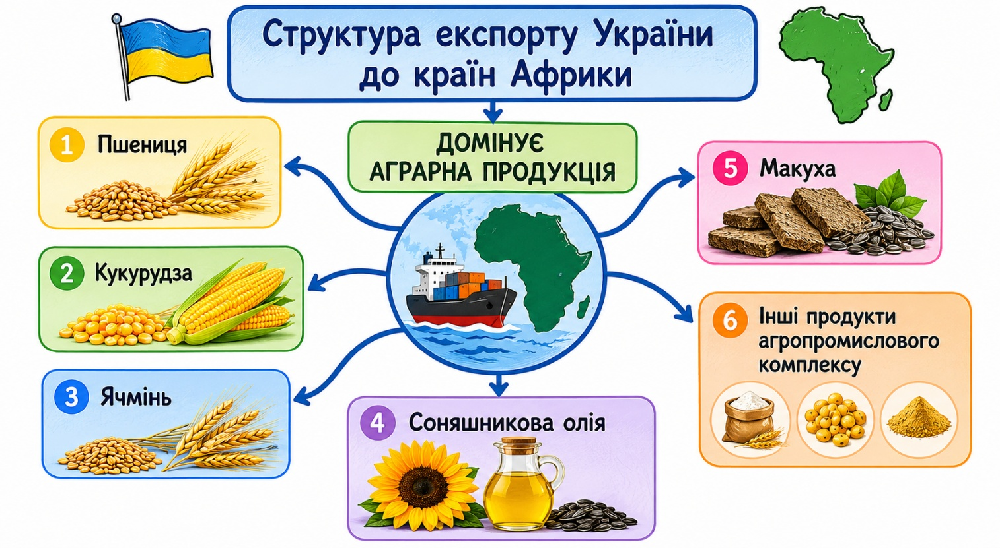 Структура експорту України
до країн Африки
ДОМІНУЄ
АГРАРНА ПРОДУКЦІЯ
1 Пшениця
2 Кукурудза
3 Ячмінь
4 Соняшникова олія
5 Макуха
6 Інші продукти
агропромислового
комплексу